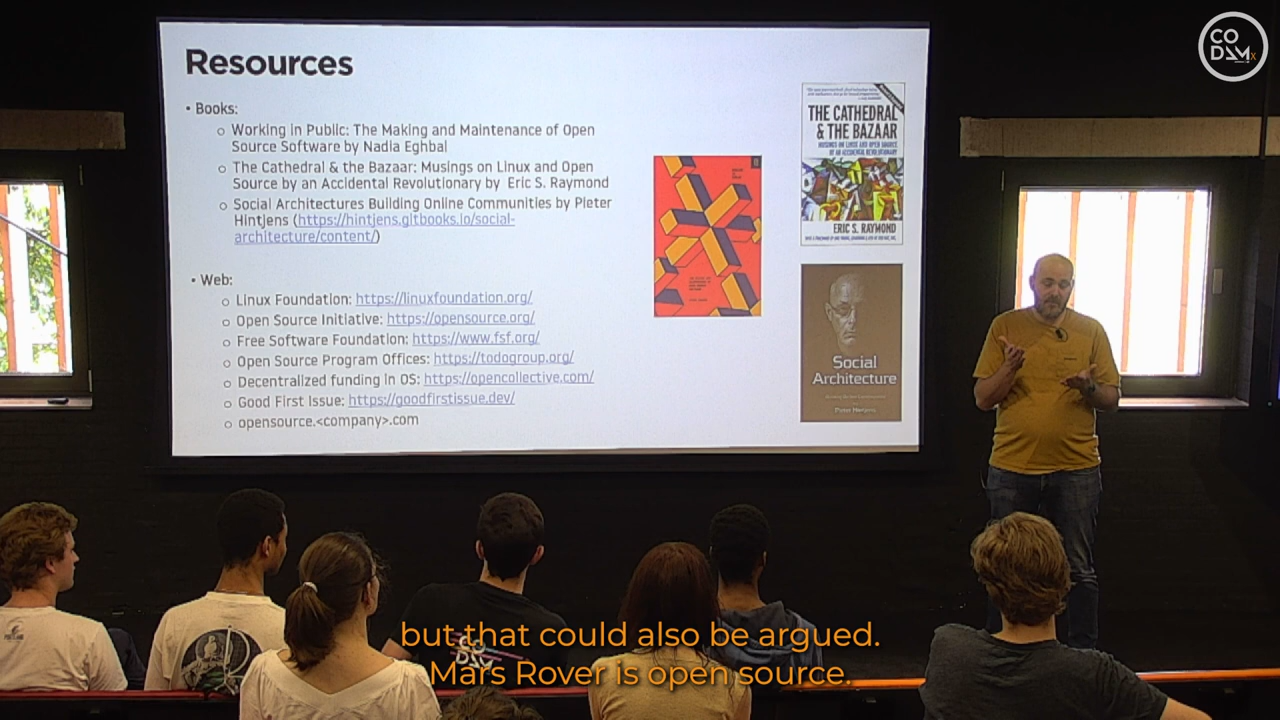 CO
DΛMx
Resources
• Books:
Working in Public: The Making and Maintenance of Open
Source Software by Nadia Eghbal
The Cathedral & the Bazaar: Musings on Linux and Open
Source by an Accidental Revolutionary by Eric S. Raymond
Social Architectures Building Online Communities by Pieter
Hintjens (https://hintjens.gitbooks.io/social-
architecture/content/)
• Web:
Linux Foundation: https://linuxfoundation.org/
Open Source Initiative: https://opensource.org/
Free Software Foundation: https://www.fsf.org/
Open Source Program Offices: https://todogroup.org/
Decentralized funding in OS: https://opencollective.com/
Good First Issue: https://goodfirstissue.dev/
opensource.<company>.com
THE CATHEDRAL
& THE BAZAAR
MUSINGS ON LINUX AND OPEN SOURCE
BY AN ACCIDENTAL REVOLUTIONARY
ERIC S. RAYMOND
Social
Architecture
Pieter Hintjens
but that could also be argued.
Mars Rover is open source.